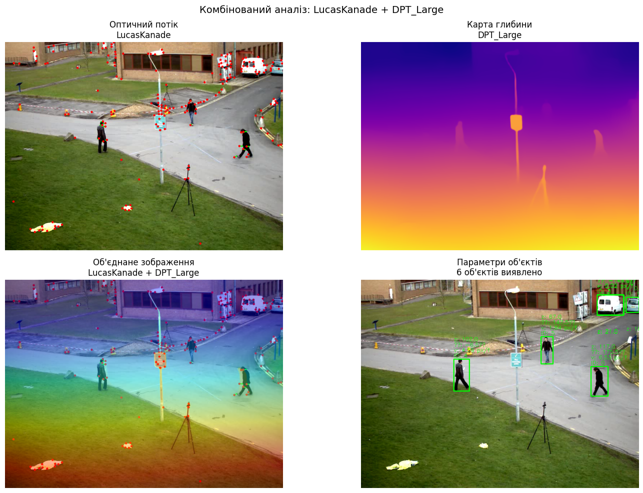 Комбінований аналіз: LucasKanade + DPT_Large
Оптичний потік
LucasKanade
Карта глибини
DPT_Large
Об'єднане зображення
LucasKanade + DPT_Large
Параметри об'єктів
6 об'єктів виявлено